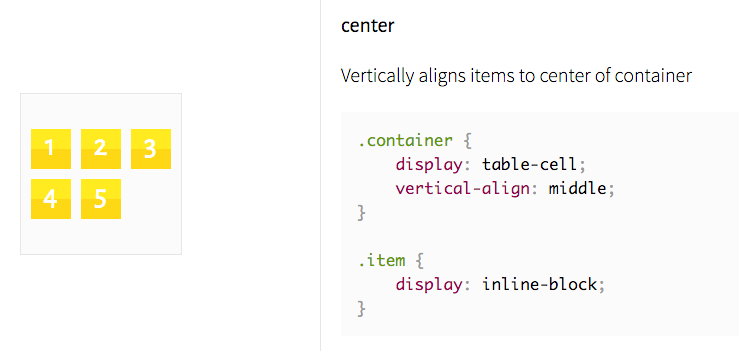 1 2 3
4 5
center
Vertically aligns items to center of container
.container {
    display: table-cell;
    vertical-align: middle;
}
.item {
    display: inline-block;
}